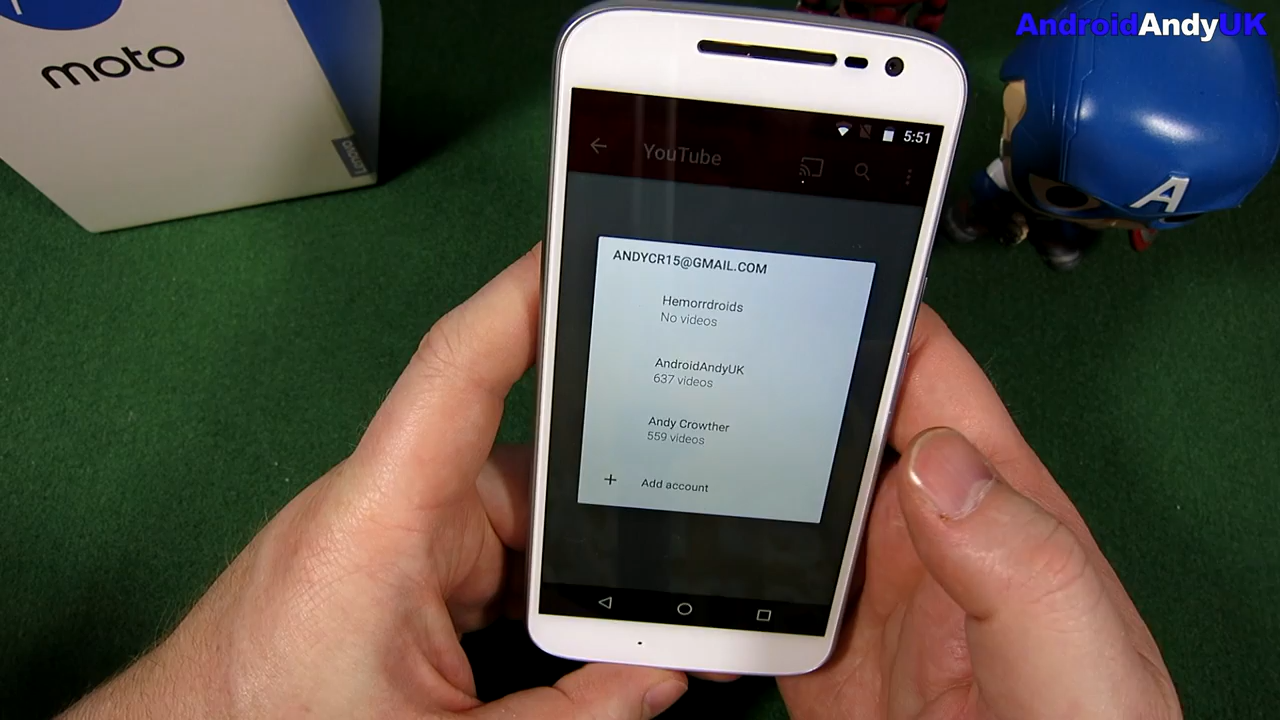 AndroidAndyUK
moto
Lenovo
A
5:51
YouTube
ANDYCR15@GMAIL.COM
Hemorrdroids
No videos
AndroidAndyUK
637 videos
Andy Crowther
559 videos
+ Add account